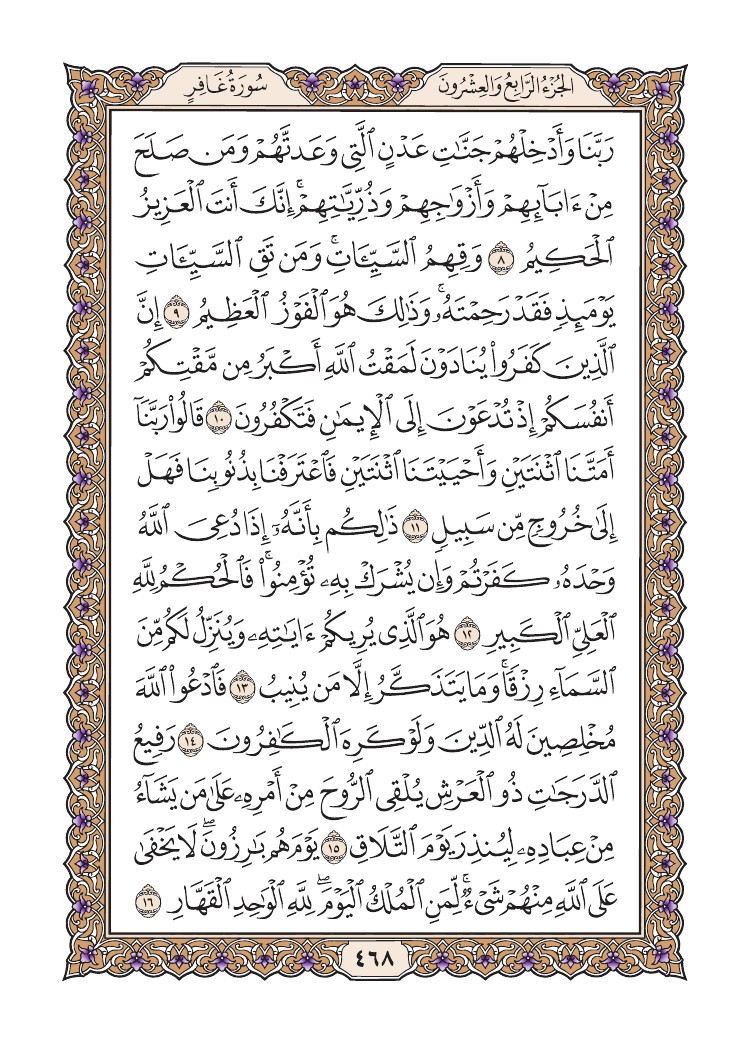 الجُزْءُ الرَّابِعُ وَالعِشْرُونَ
سُورَةُ غَافِرٍ
رَبَّنَا وَأَدْخِلْهُمْ جَنَّـٰتِ عَدْنٍ ٱلَّتِى وَعَدتَّهُمْ وَمَن صَلَحَ
مِنْ ءَابَآئِهِمْ وَأَزْوَٰجِهِمْ وَذُرِّيَّـٰتِهِمْ ۚ إِنَّكَ أَنتَ ٱلْعَزِيزُ
ٱلْحَكِيمُ ٨ وَقِهِمُ ٱلسَّيِّـَٔاتِ ۚ وَمَن تَقِ ٱلسَّيِّـَٔاتِ
يَوْمَئِذٍ فَقَدْ رَحِمْتَهُۥ ۚ وَذَٰلِكَ هُوَ ٱلْفَوْزُ ٱلْعَظِيمُ ٩ إِنَّ
ٱلَّذِينَ كَفَرُوا۟ يُنَادَوْنَ لَمَقْتُ ٱللَّهِ أَكْبَرُ مِن مَّقْتِكُمْ
أَنفُسَكُمْ إِذْ تُدْعَوْنَ إِلَى ٱلْإِيمَـٰنِ فَتَكْفُرُونَ ١٠ قَالُوا۟ رَبَّنَآ
أَمَتَّنَا ٱثْنَتَيْنِ وَأَحْيَيْتَنَا ٱثْنَتَيْنِ فَٱعْتَرَفْنَا بِذُنُوبِنَا فَهَلْ
إِلَىٰ خُرُوجٍ مِّن سَبِيلٍ ١١ ذَٰلِكُم بِأَنَّهُۥٓ إِذَا دُعِىَ ٱللَّهُ
وَحْدَهُۥ كَفَرْتُمْ وَإِن يُشْرَكْ بِهِۦ تُؤْمِنُوا۟ ۚ فَٱلْحُكْمُ لِلَّهِ
ٱلْعَلِىِّ ٱلْكَبِيرِ ١٢ هُوَ ٱلَّذِى يُرِيكُمْ ءَايَـٰتِهِۦ وَيُنَزِّلُ لَكُم مِّنَ
ٱلسَّمَآءِ رِزْقًا ۚ وَمَا يَتَذَكَّرُ إِلَّا مَن يُنِيبُ ١٣ فَٱدْعُوا۟ ٱللَّهَ
مُخْلِصِينَ لَهُ ٱلدِّينَ وَلَوْ كَرِهَ ٱلْكَـٰفِرُونَ ١٤ رَفِيعُ
ٱلدَّرَجَـٰتِ ذُو ٱلْعَرْشِ يُلْقِى ٱلرُّوحَ مِنْ أَمْرِهِۦ عَلَىٰ مَن يَشَآءُ
مِنْ عِبَادِهِۦ لِيُنذِرَ يَوْمَ ٱلتَّلَاقِ ١٥ يَوْمَ هُم بَـٰرِزُونَ ۖ لَا يَخْفَىٰ
عَلَى ٱللَّهِ مِنْهُمْ شَىْءٌ ۚ لِّمَنِ ٱلْمُلْكُ ٱلْيَوْمَ ۖ لِلَّهِ ٱلْوَٰحِدِ ٱلْقَهَّارِ ١٦
٤٦٨